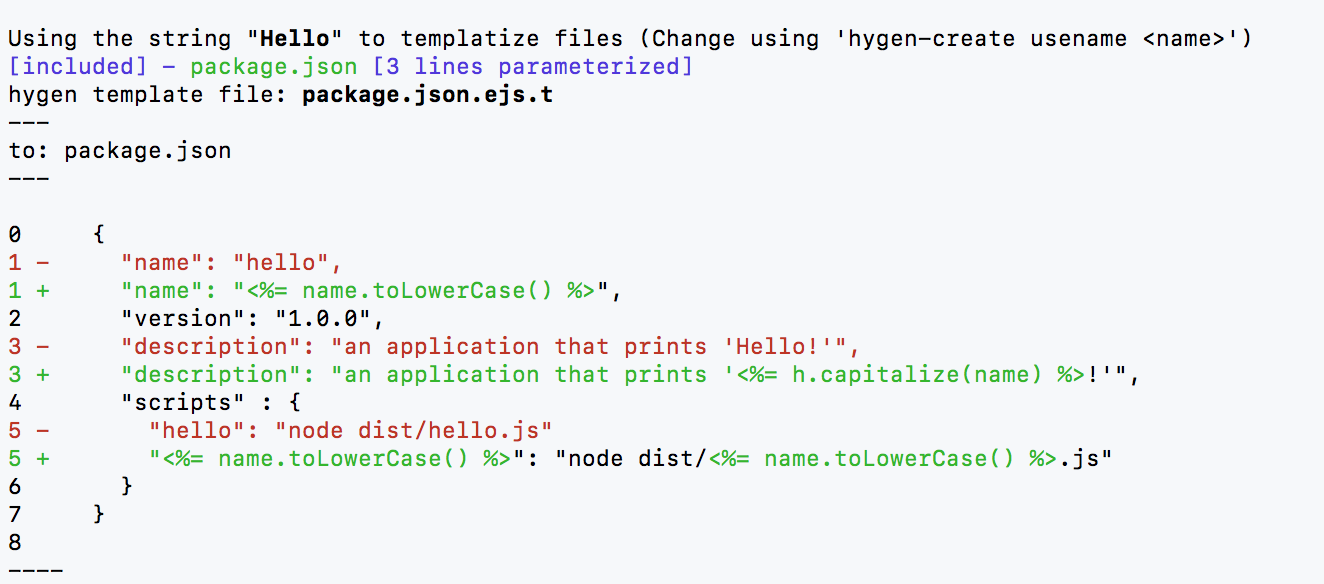 Using the string "Hello" to templatize files (Change using 'hygen-create usename <name>')
[included] - package.json [3 lines parameterized]
hygen template file: package.json.ejs.t
---
to: package.json
---
0     {
1 -     "name": "hello",
1 +     "name": "<%= name.toLowerCase() %>",
2       "version": "1.0.0",
3 -     "description": "an application that prints 'Hello!'",
3 +     "description": "an application that prints '<%= h.capitalize(name) %>!'",
4       "scripts" : {
5 -       "hello": "node dist/hello.js"
5 +       "<%= name.toLowerCase() %>": "node dist/<%= name.toLowerCase() %>.js"
6       }
7     }
8
----